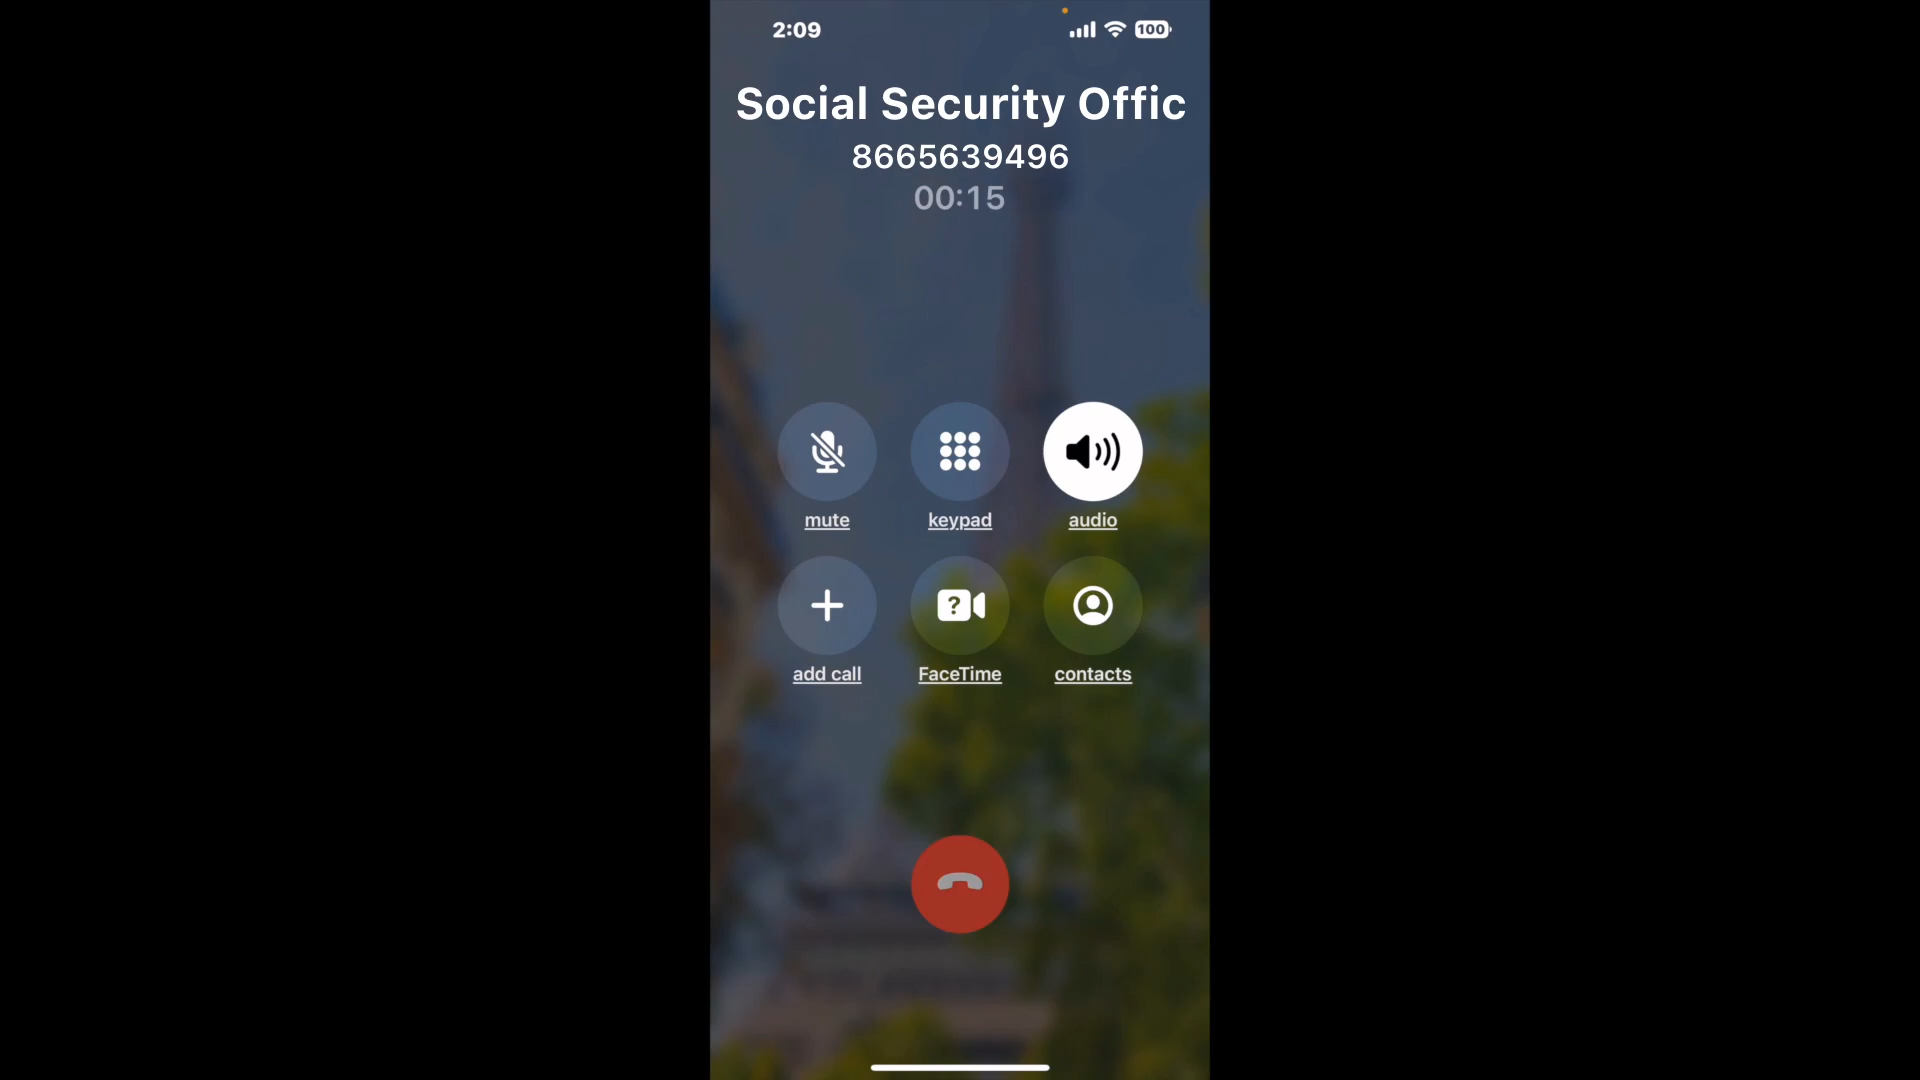 2:09
100
Social Security Offic
8665639496
00:15
mute
keypad
audio
?
add call
FaceTime
contacts